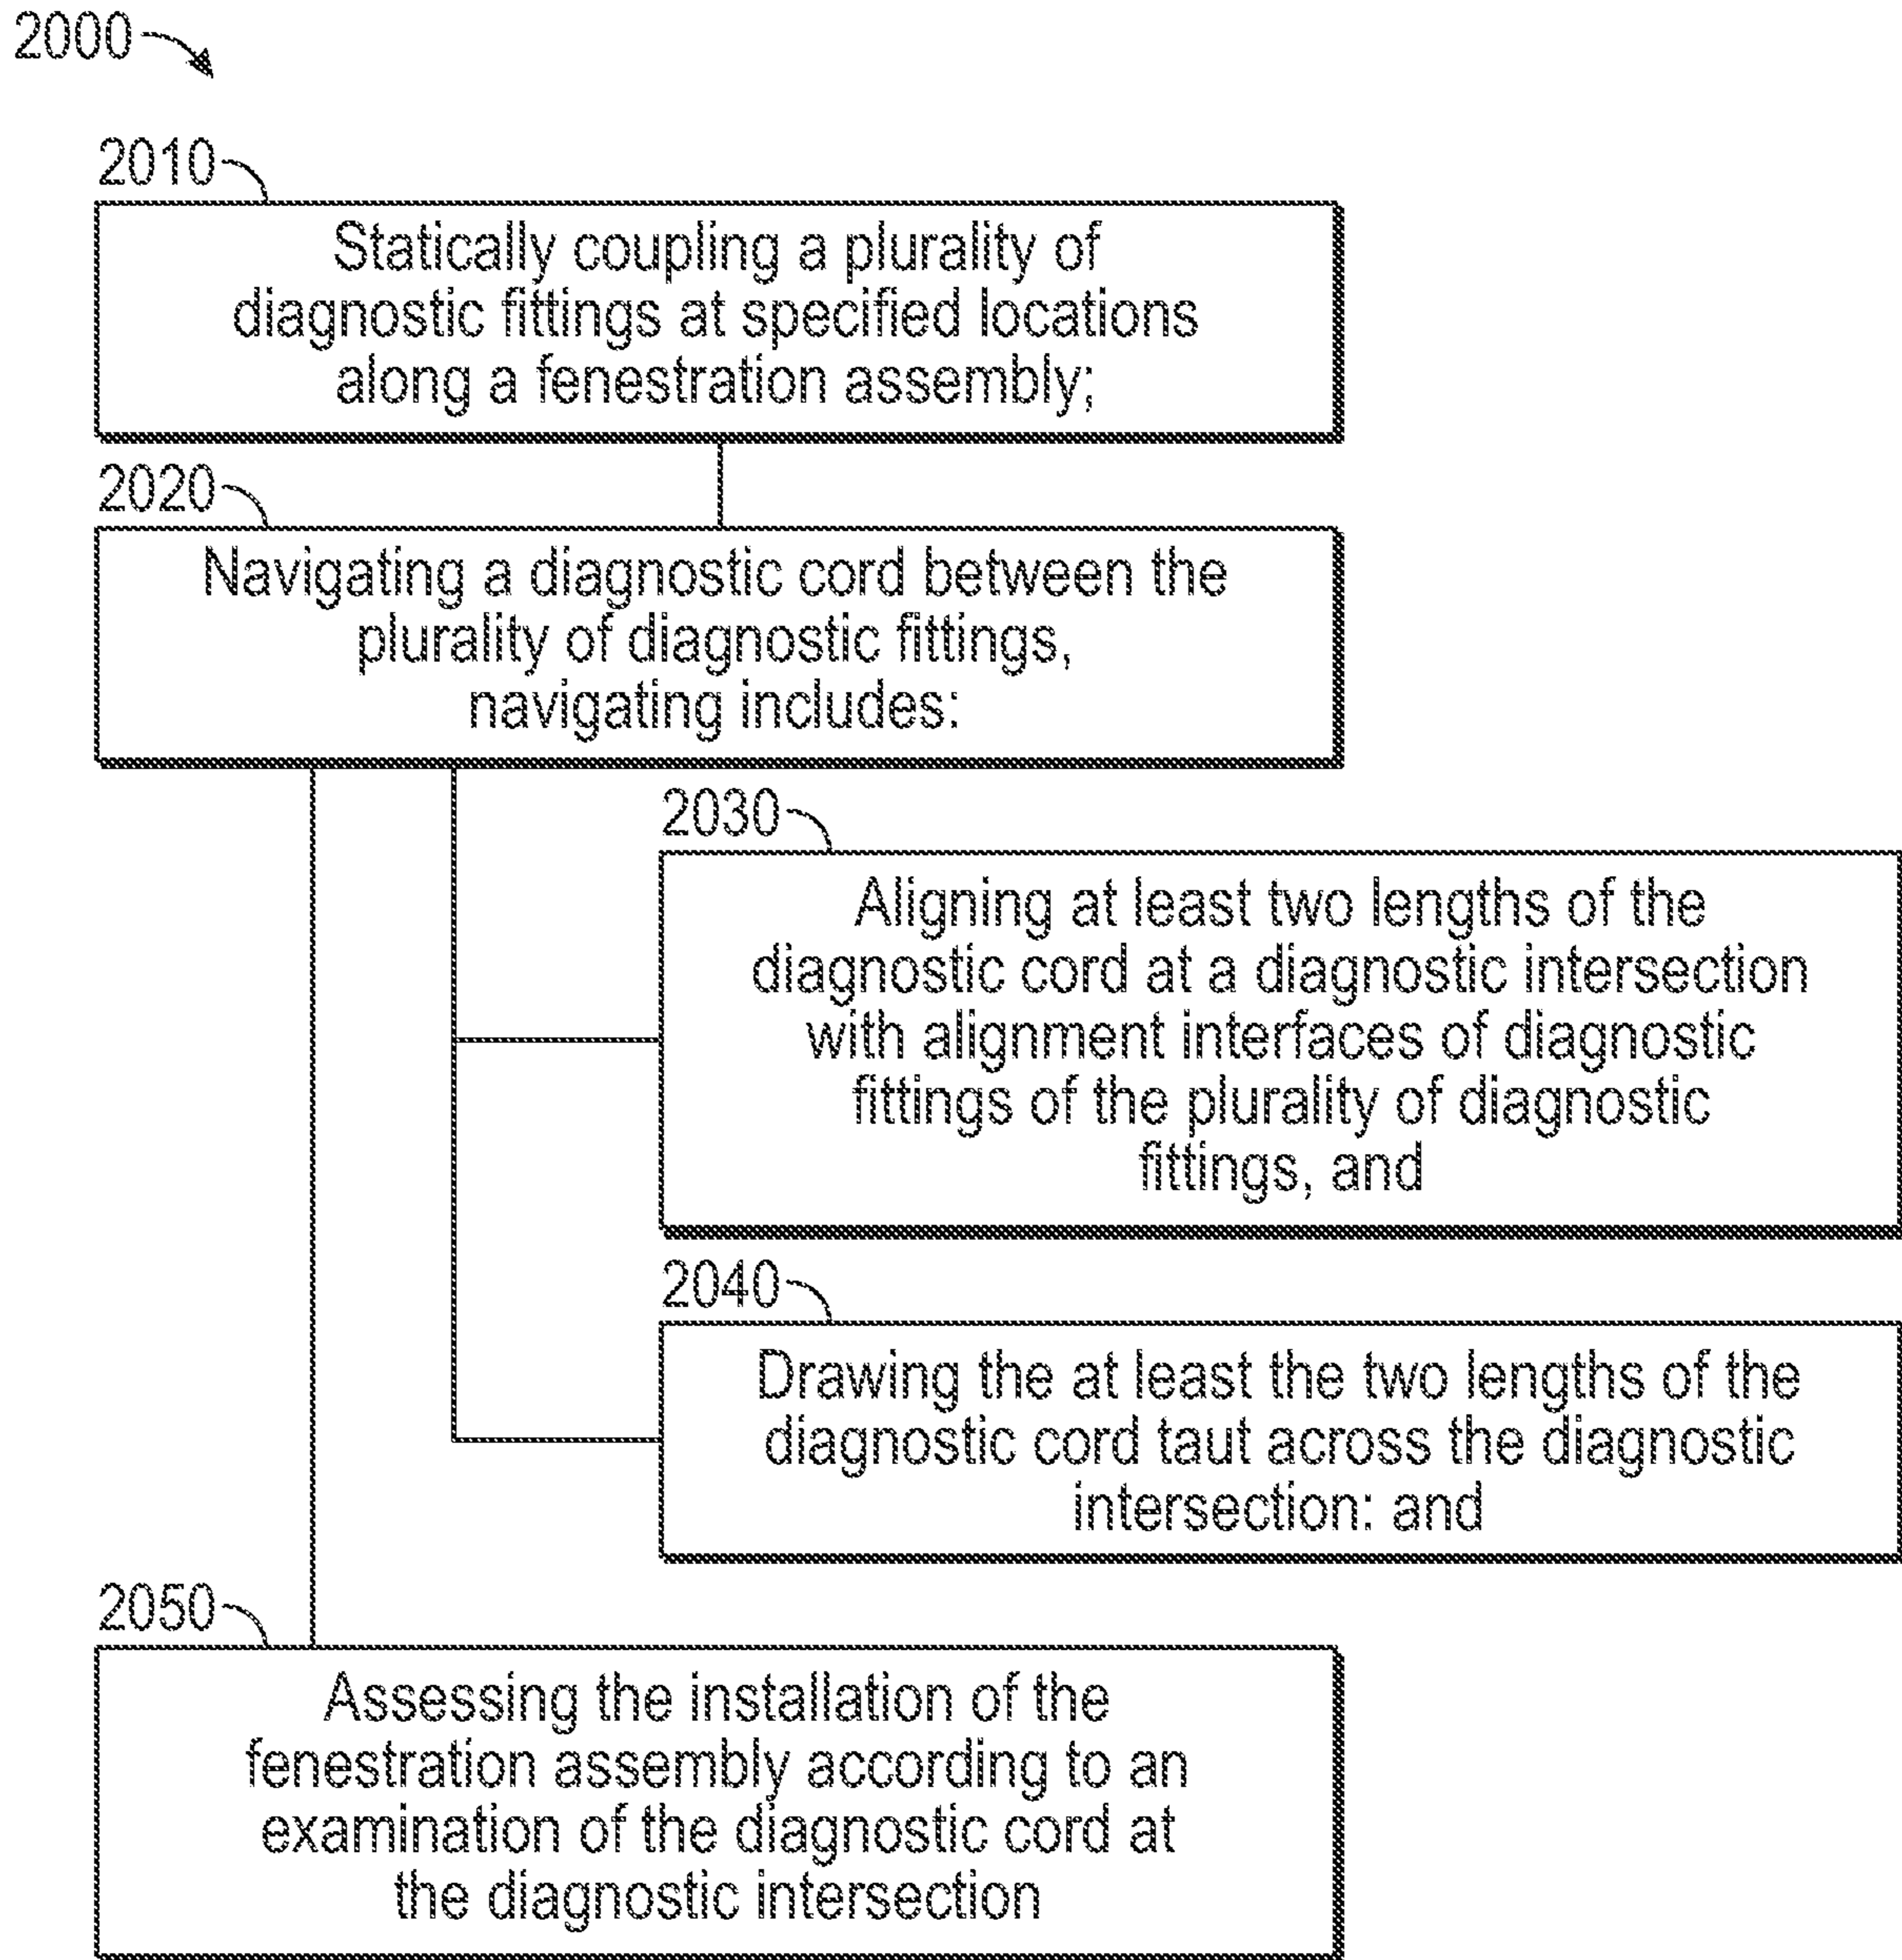 2000
2010
Statically coupling a plurality of
diagnostic fittings at specified locations
along a fenestration assembly;
2020
Navigating a diagnostic cord between the
plurality of diagnostic fittings,
navigating includes:
2030
Aligning at least two lengths of the
diagnostic cord at a diagnostic intersection
with alignment interfaces of diagnostic
fittings of the plurality of diagnostic
fittings, and
2040
Drawing the at least the two lengths of the
diagnostic cord taut across the diagnostic
intersection: and
2050
Assessing the installation of the
fenestration assembly according to an
examination of the diagnostic cord at
the diagnostic intersection